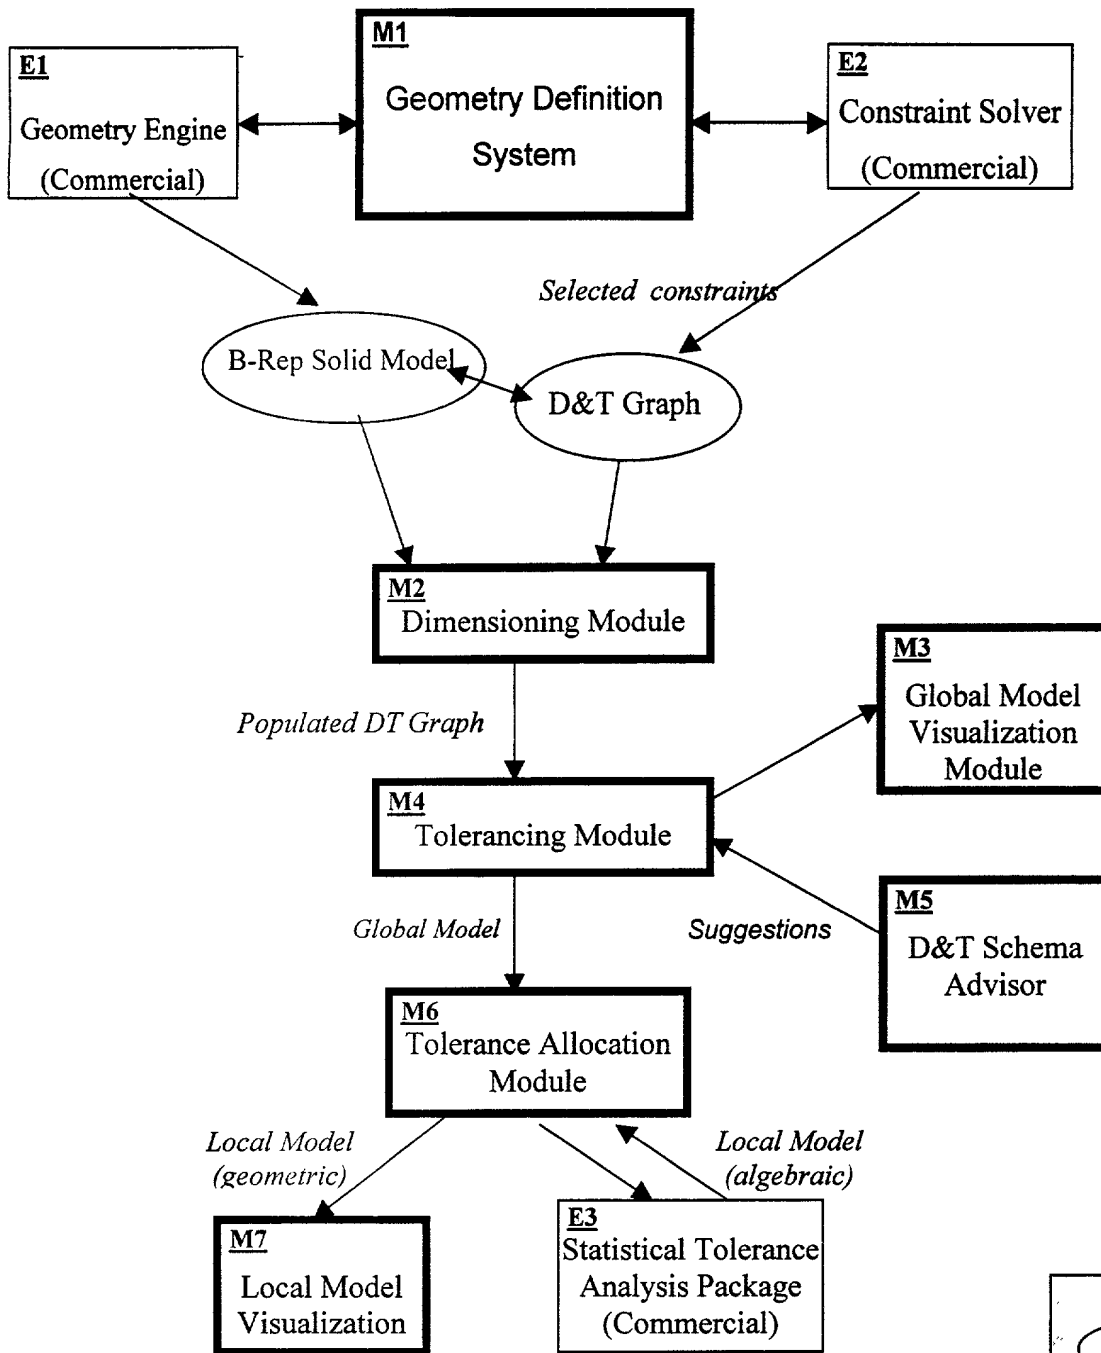 M1
Geometry Definition
System
E1
Geometry Engine
(Commercial)
E2
Constraint Solver
(Commercial)
Selected constraints
B-Rep Solid Model
D&T Graph
M2
Dimensioning Module
Populated DT Graph
M3
Global Model
Visualization
Module
M4
Tolerancing Module
Global Model
Suggestions
M5
D&T Schema
Advisor
M6
Tolerance Allocation
Module
Local Model
(geometric)
Local Model
(algebraic)
M7
Local Model
Visualization
E3
Statistical Tolerance
Analysis Package
(Commercial)